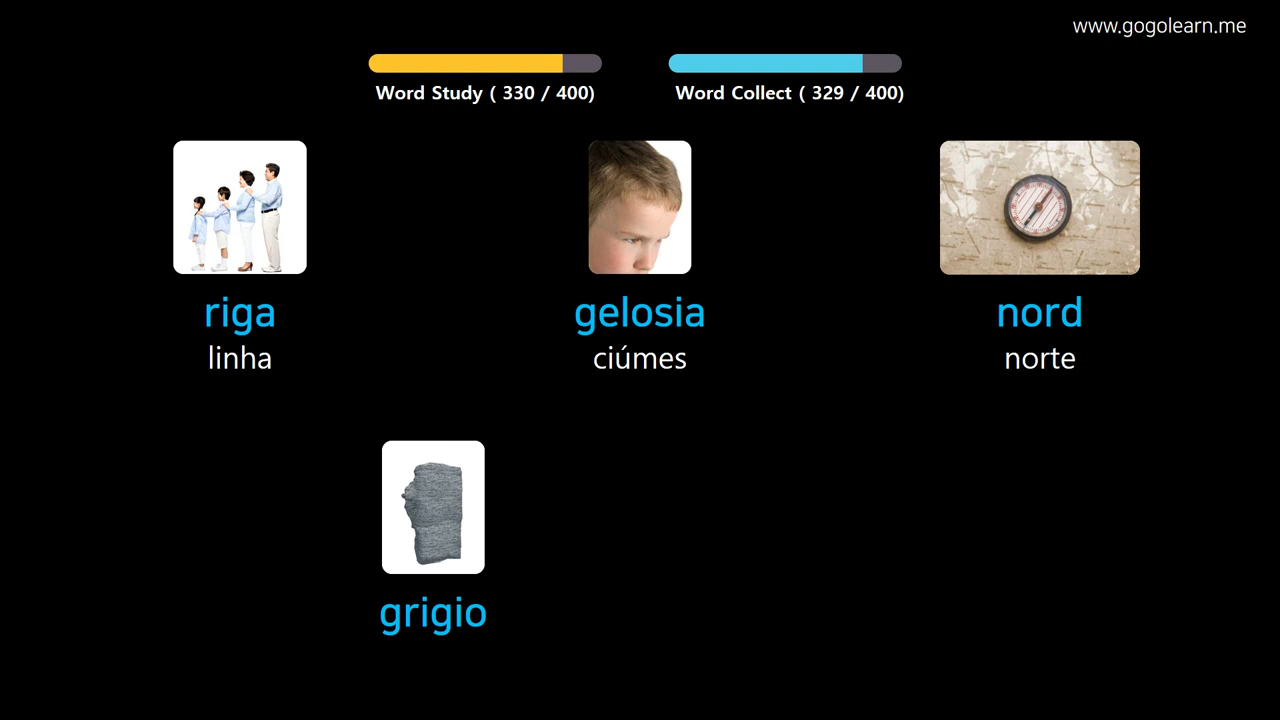 www.gogolearn.me
Word Study ( 330 / 400)
Word Collect ( 329 / 400)
riga
linha
gelosia
ciúmes
nord
norte
grigio